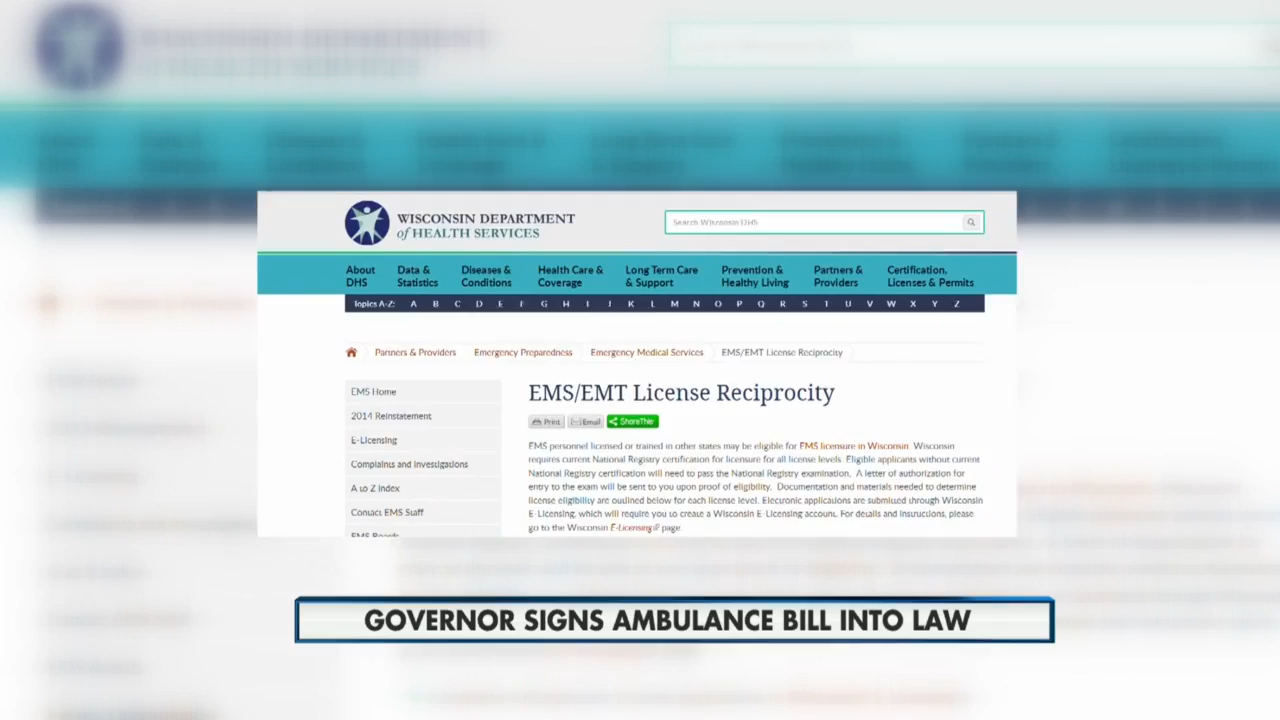 WISCONSIN DEPARTMENT
of HEALTH SERVICES
Search Wisconsin DHS
About DHS
Data & Statistics
Diseases & Conditions
Health Care & Coverage
Long Term Care & Support
Prevention & Healthy Living
Partners & Providers
Certification, Licenses & Permits
Topics A-Z: A B C D E F G H I J K L M N O P Q R S T U V W X Y Z
Partners & Providers Emergency Preparedness Emergency Medical Services EMS/EMT License Reciprocity
EMS Home
2014 Reinstatement
E-Licensing
Complaints and Investigations
A to Z Index
Contact EMS Staff
EMS Boards
EMS/EMT License Reciprocity
Print Email ShareThis
EMS personnel licensed or trained in other states may be eligible for EMS licensure in Wisconsin. Wisconsin
requires current National Registry certification for licensure for all license levels. Eligible applicants without current
National Registry certification will need to pass the National Registry examination. A letter of authorization for
entry to the exam will be sent to you upon proof of eligibility. Documentation and materials needed to determine
license eligibility are outlined below for each license level. Electronic applications are submitted through Wisconsin
E-Licensing, which will require you to create a Wisconsin E-Licensing account. For details and instructions, please
go to the Wisconsin E-Licensing page.
GOVERNOR SIGNS AMBULANCE BILL INTO LAW